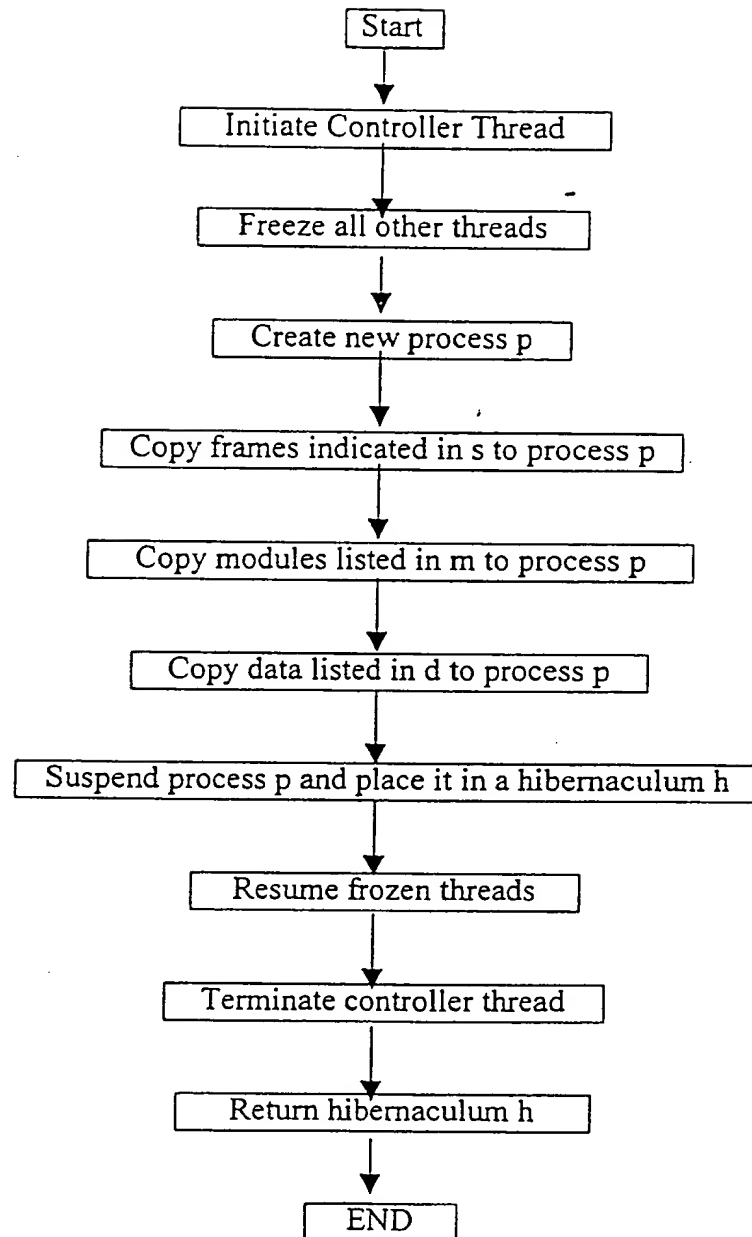 Start
Initiate Controller Thread
Freeze all other threads
Create new process p
Copy frames indicated in s to process p
Copy modules listed in m to process p
Copy data listed in d to process p
Suspend process p and place it in a hibernaculum h
Resume frozen threads
Terminate controller thread
Return hibernaculum h
END